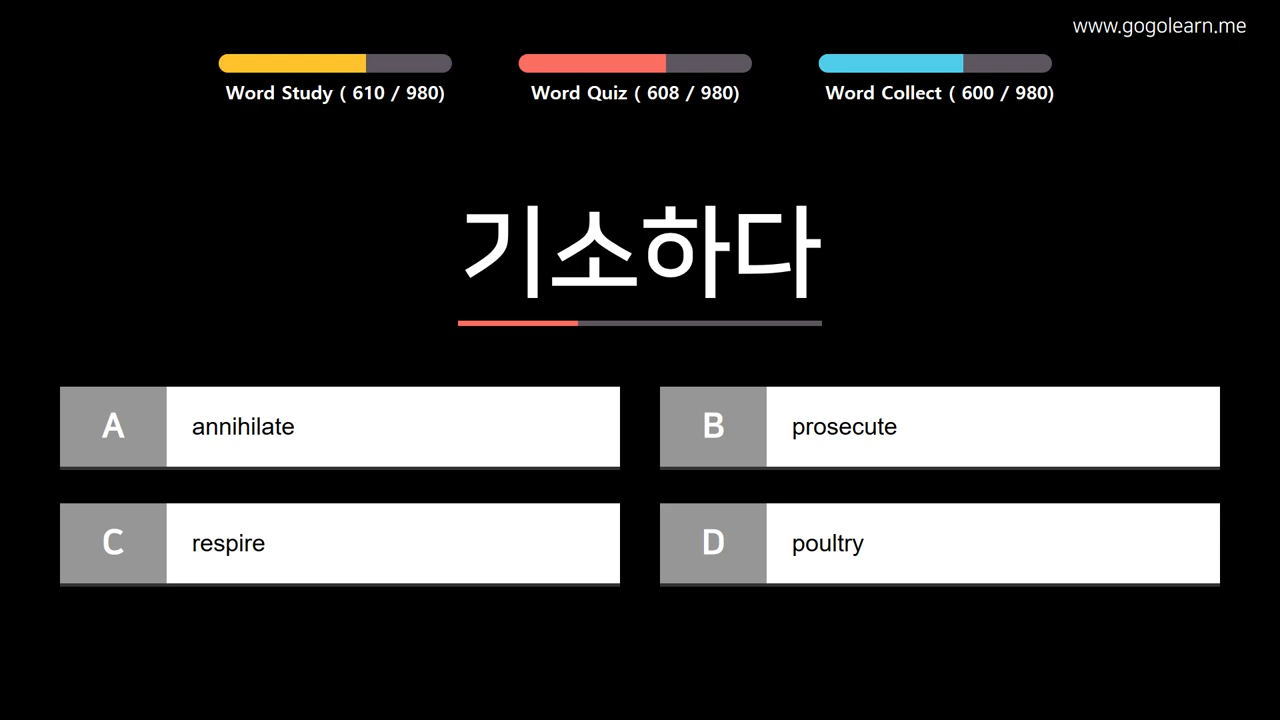 www.gogolearn.me
Word Study ( 610 / 980)
Word Quiz ( 608 / 980)
Word Collect ( 600 / 980)
기소하다
A annihilate
B prosecute
C respire
D poultry